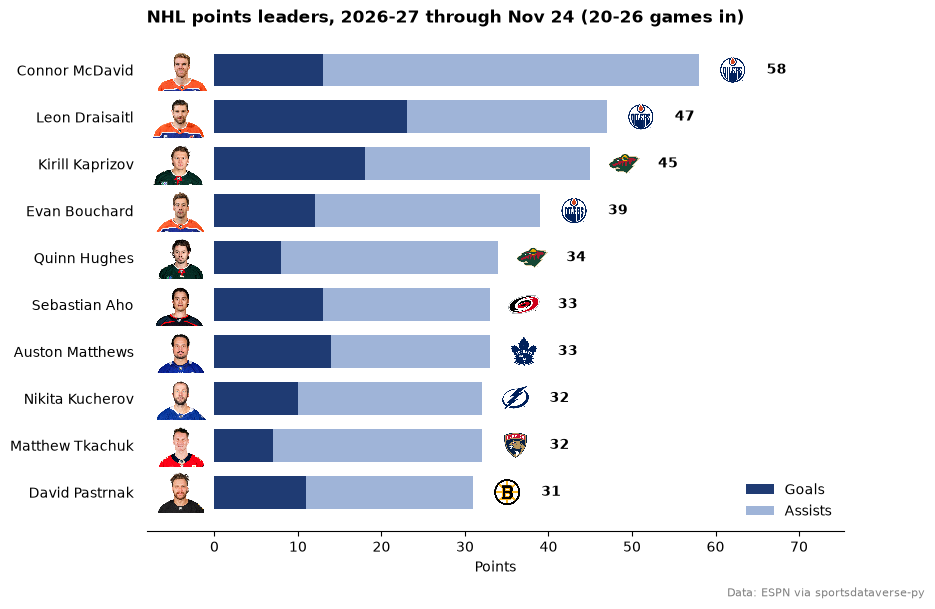 NHL points leaders, 2026-27 through Nov 24 (20-26 games in)
Connor McDavid 58
Leon Draisaitl 47
Kirill Kaprizov 45
Evan Bouchard 39
Quinn Hughes 34
Sebastian Aho 33
Auston Matthews 33
Nikita Kucherov 32
Matthew Tkachuk 32
David Pastrnak B 31
Goals
Assists
0 10 20 30 40 50 60 70
Points
Data: ESPN via sportsdataverse-py